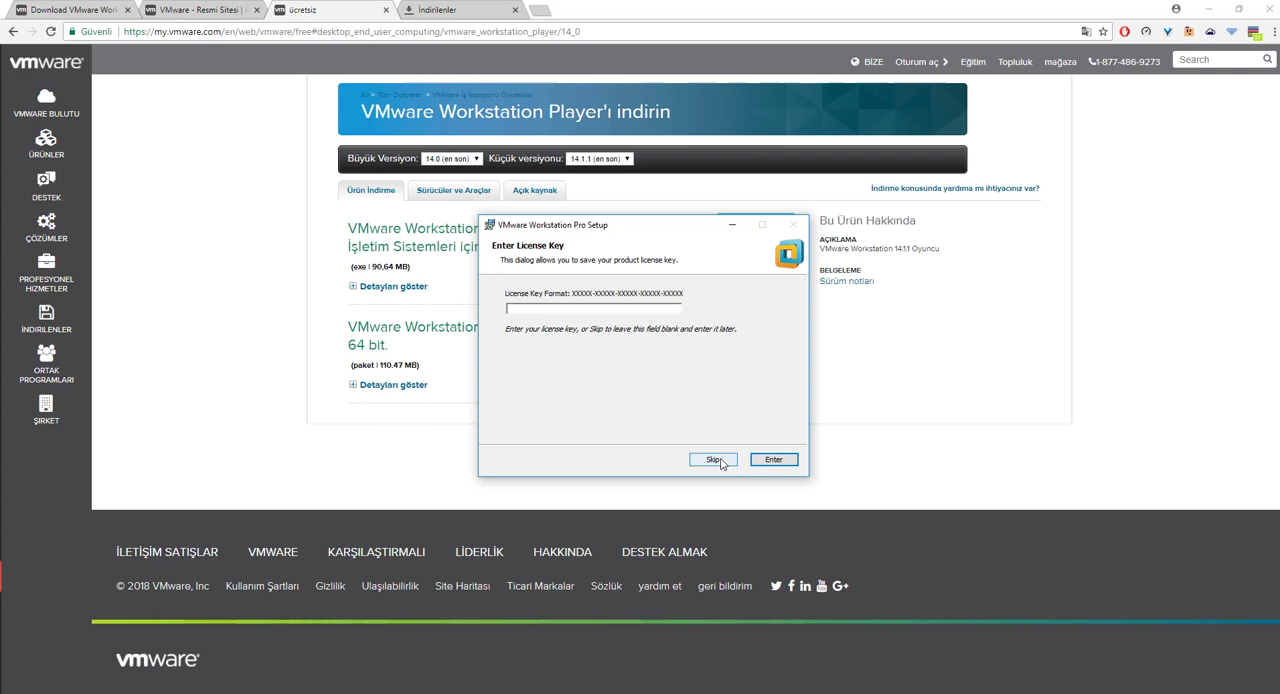 Download VMware Work
VMware - Resmi Sitesi | A
ücretsiz
İndirilenler
Güvenli
https://my.vmware.com/en/web/vmware/free#desktop_end_user_computing/vmware_workstation_player/14_0
vmware
BİZE
Oturum aç
Eğitim
Topluluk
mağaza
1-877-486-9273
Search
VMWARE BULUTU
ÜRÜNLER
DESTEK
ÇÖZÜMLER
PROFESYONEL
HİZMETLER
İNDİRİLENLER
ORTAK
PROGRAMLARI
ŞİRKET
Ev > Tüm Dosyeler > VMware İş İstasyonu Oyuncusu
VMware Workstation Player'ı indirin
Büyük Versiyon: 14.0 (en son) Küçük versiyonu: 14.1.1 (en son)
Ürün İndirme
Sürücüler ve Araçlar
Açık kaynak
İndirme konusunda yardıma mı ihtiyacınız var?
VMware Workstation
İşletim Sistemleri için
(exe | 90,64 MB)
Detayları göster
VMware Workstation
64 bit.
(paket | 110.47 MB)
Detayları göster
Bu Ürün Hakkında
AÇIKLAMA
VMware Workstation 14.1.1 Oyuncu
BELGELEME
Sürüm notları
VMware Workstation Pro Setup
Enter License Key
This dialog allows you to save your product license key.
License Key Format: XXXXX-XXXXX-XXXXX-XXXXX-XXXXX
Enter your license key, or Skip to leave this field blank and enter it later.
Skip
Enter
İLETİŞİM SATIŞLAR
VMWARE
KARŞILAŞTIRMALI
LİDERLİK
HAKKINDA
DESTEK ALMAK
© 2018 VMware, Inc
Kullanım Şartları
Gizlilik
Ulaşılabilirlik
Site Haritası
Ticari Markalar
Sözlük
yardım et
geri bildirim
vmware